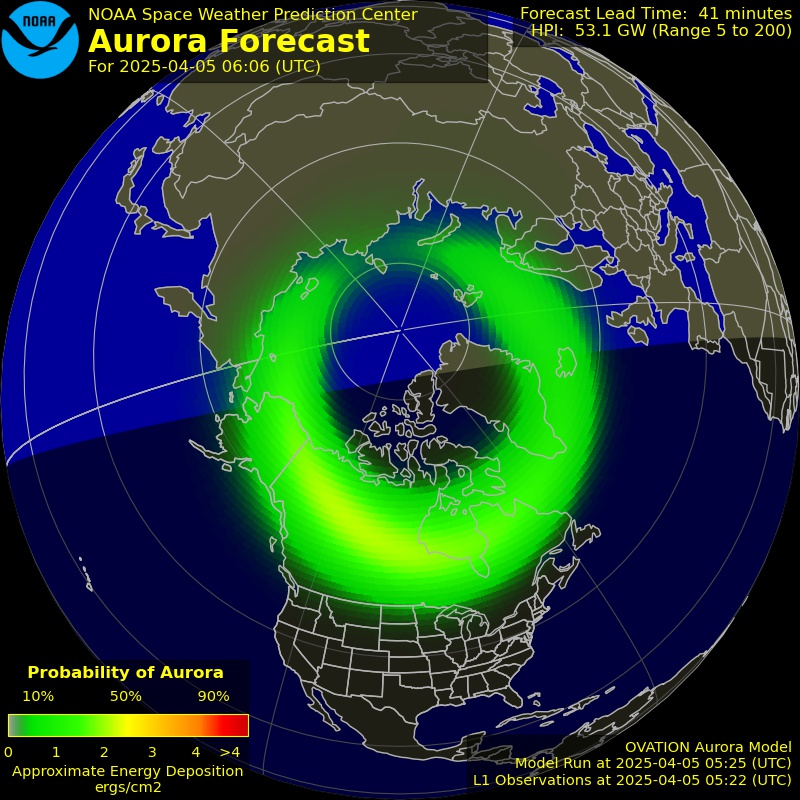 NOAA
NOAA Space Weather Prediction Center
Aurora Forecast
For 2025-04-05 06:06 (UTC)
Forecast Lead Time: 41 minutes
HPI: 53.1 GW (Range 5 to 200)
Probability of Aurora
10% 50% 90%
0 1 2 3 4 >4
Approximate Energy Deposition
ergs/cm2
OVATION Aurora Model
Model Run at 2025-04-05 05:25 (UTC)
L1 Observations at 2025-04-05 05:22 (UTC)